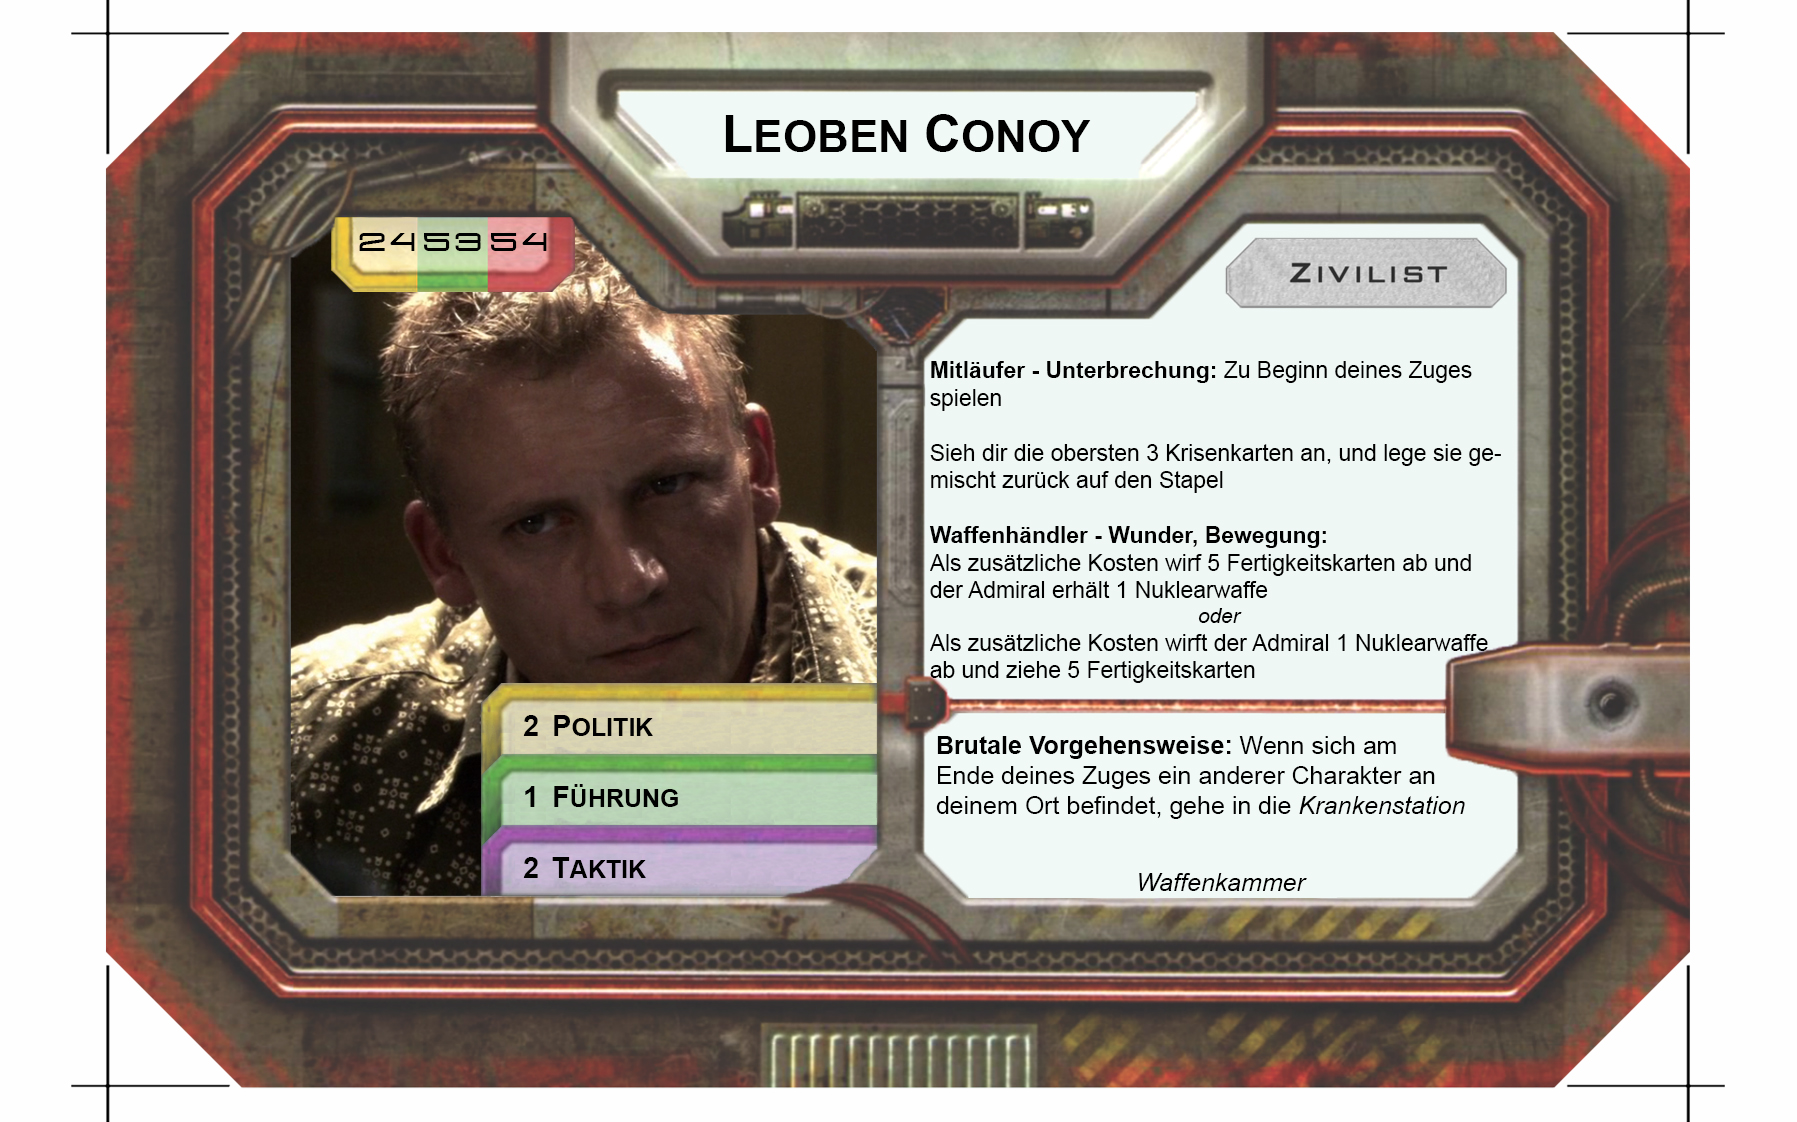 LEOBEN CONOY
245354
ZIVILIST
Mitläufer - Unterbrechung: Zu Beginn deines Zuges
spielen
Sieh dir die obersten 3 Krisenkarten an, und lege sie ge-
mischt zurück auf den Stapel
Waffenhändler - Wunder, Bewegung:
Als zusätzliche Kosten wirf 5 Fertigkeitskarten ab und
der Admiral erhält 1 Nuklearwaffe
oder
Als zusätzliche Kosten wirft der Admiral 1 Nuklearwaffe
ab und ziehe 5 Fertigkeitskarten
2 POLITIK
1 FÜHRUNG
2 TAKTIK
Brutale Vorgehensweise: Wenn sich am
Ende deines Zuges ein anderer Charakter an
deinem Ort befindet, gehe in die Krankenstation
Waffenkammer